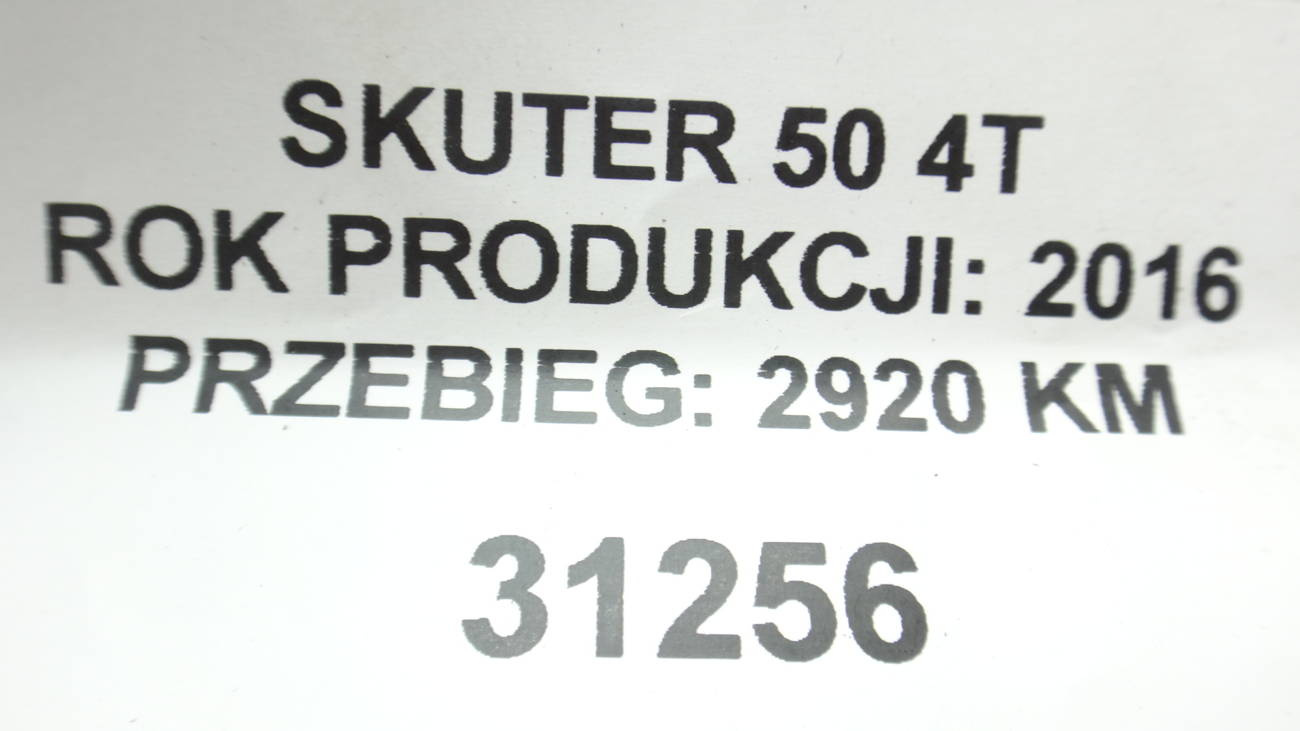 SKUTER 50 4T
ROK PRODUKCJI: 2016
PRZEBIEG: 2920 KM
31256